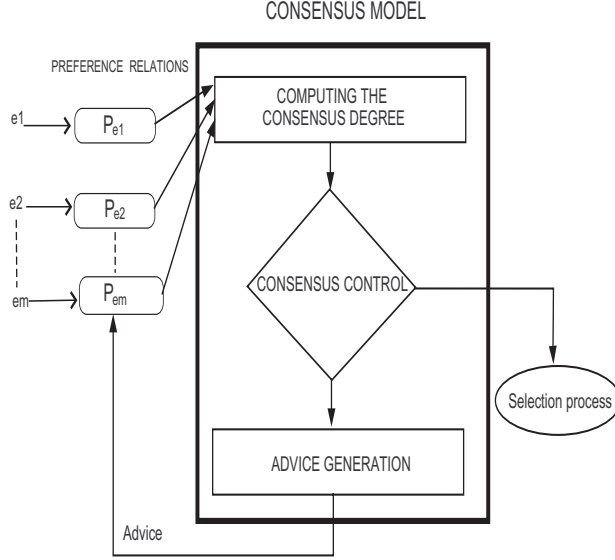 CONSENSUS MODEL
PREFERENCE RELATIONS
COMPUTING THE
CONSENSUS DEGREE
e1
Pe1
e2
Pe2
em
Pem
CONSENSUS CONTROL
Selection process
ADVICE GENERATION
Advice